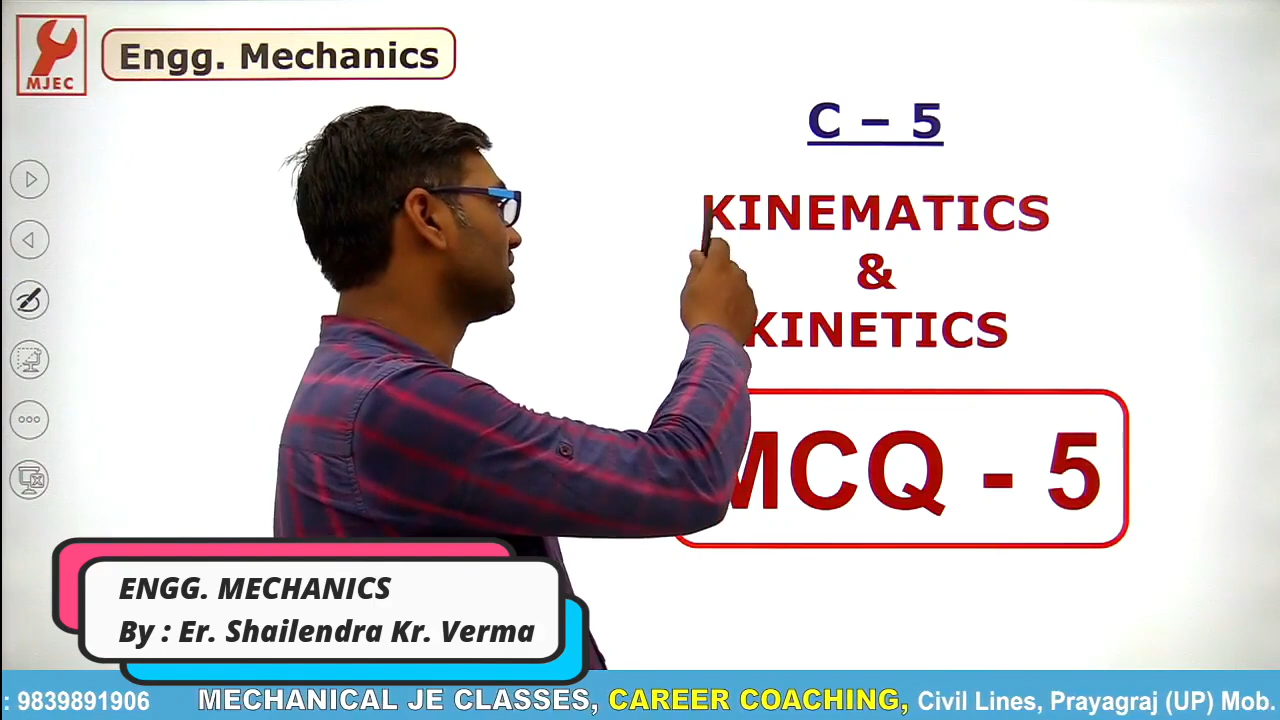 MJEC
Engg. Mechanics
C – 5
KINEMATICS
&
KINETICS
MCQ - 5
ENGG. MECHANICS
By : Er. Shailendra Kr. Verma
: 9839891906 MECHANICAL JE CLASSES, CAREER COACHING, Civil Lines, Prayagraj (UP) Mob.